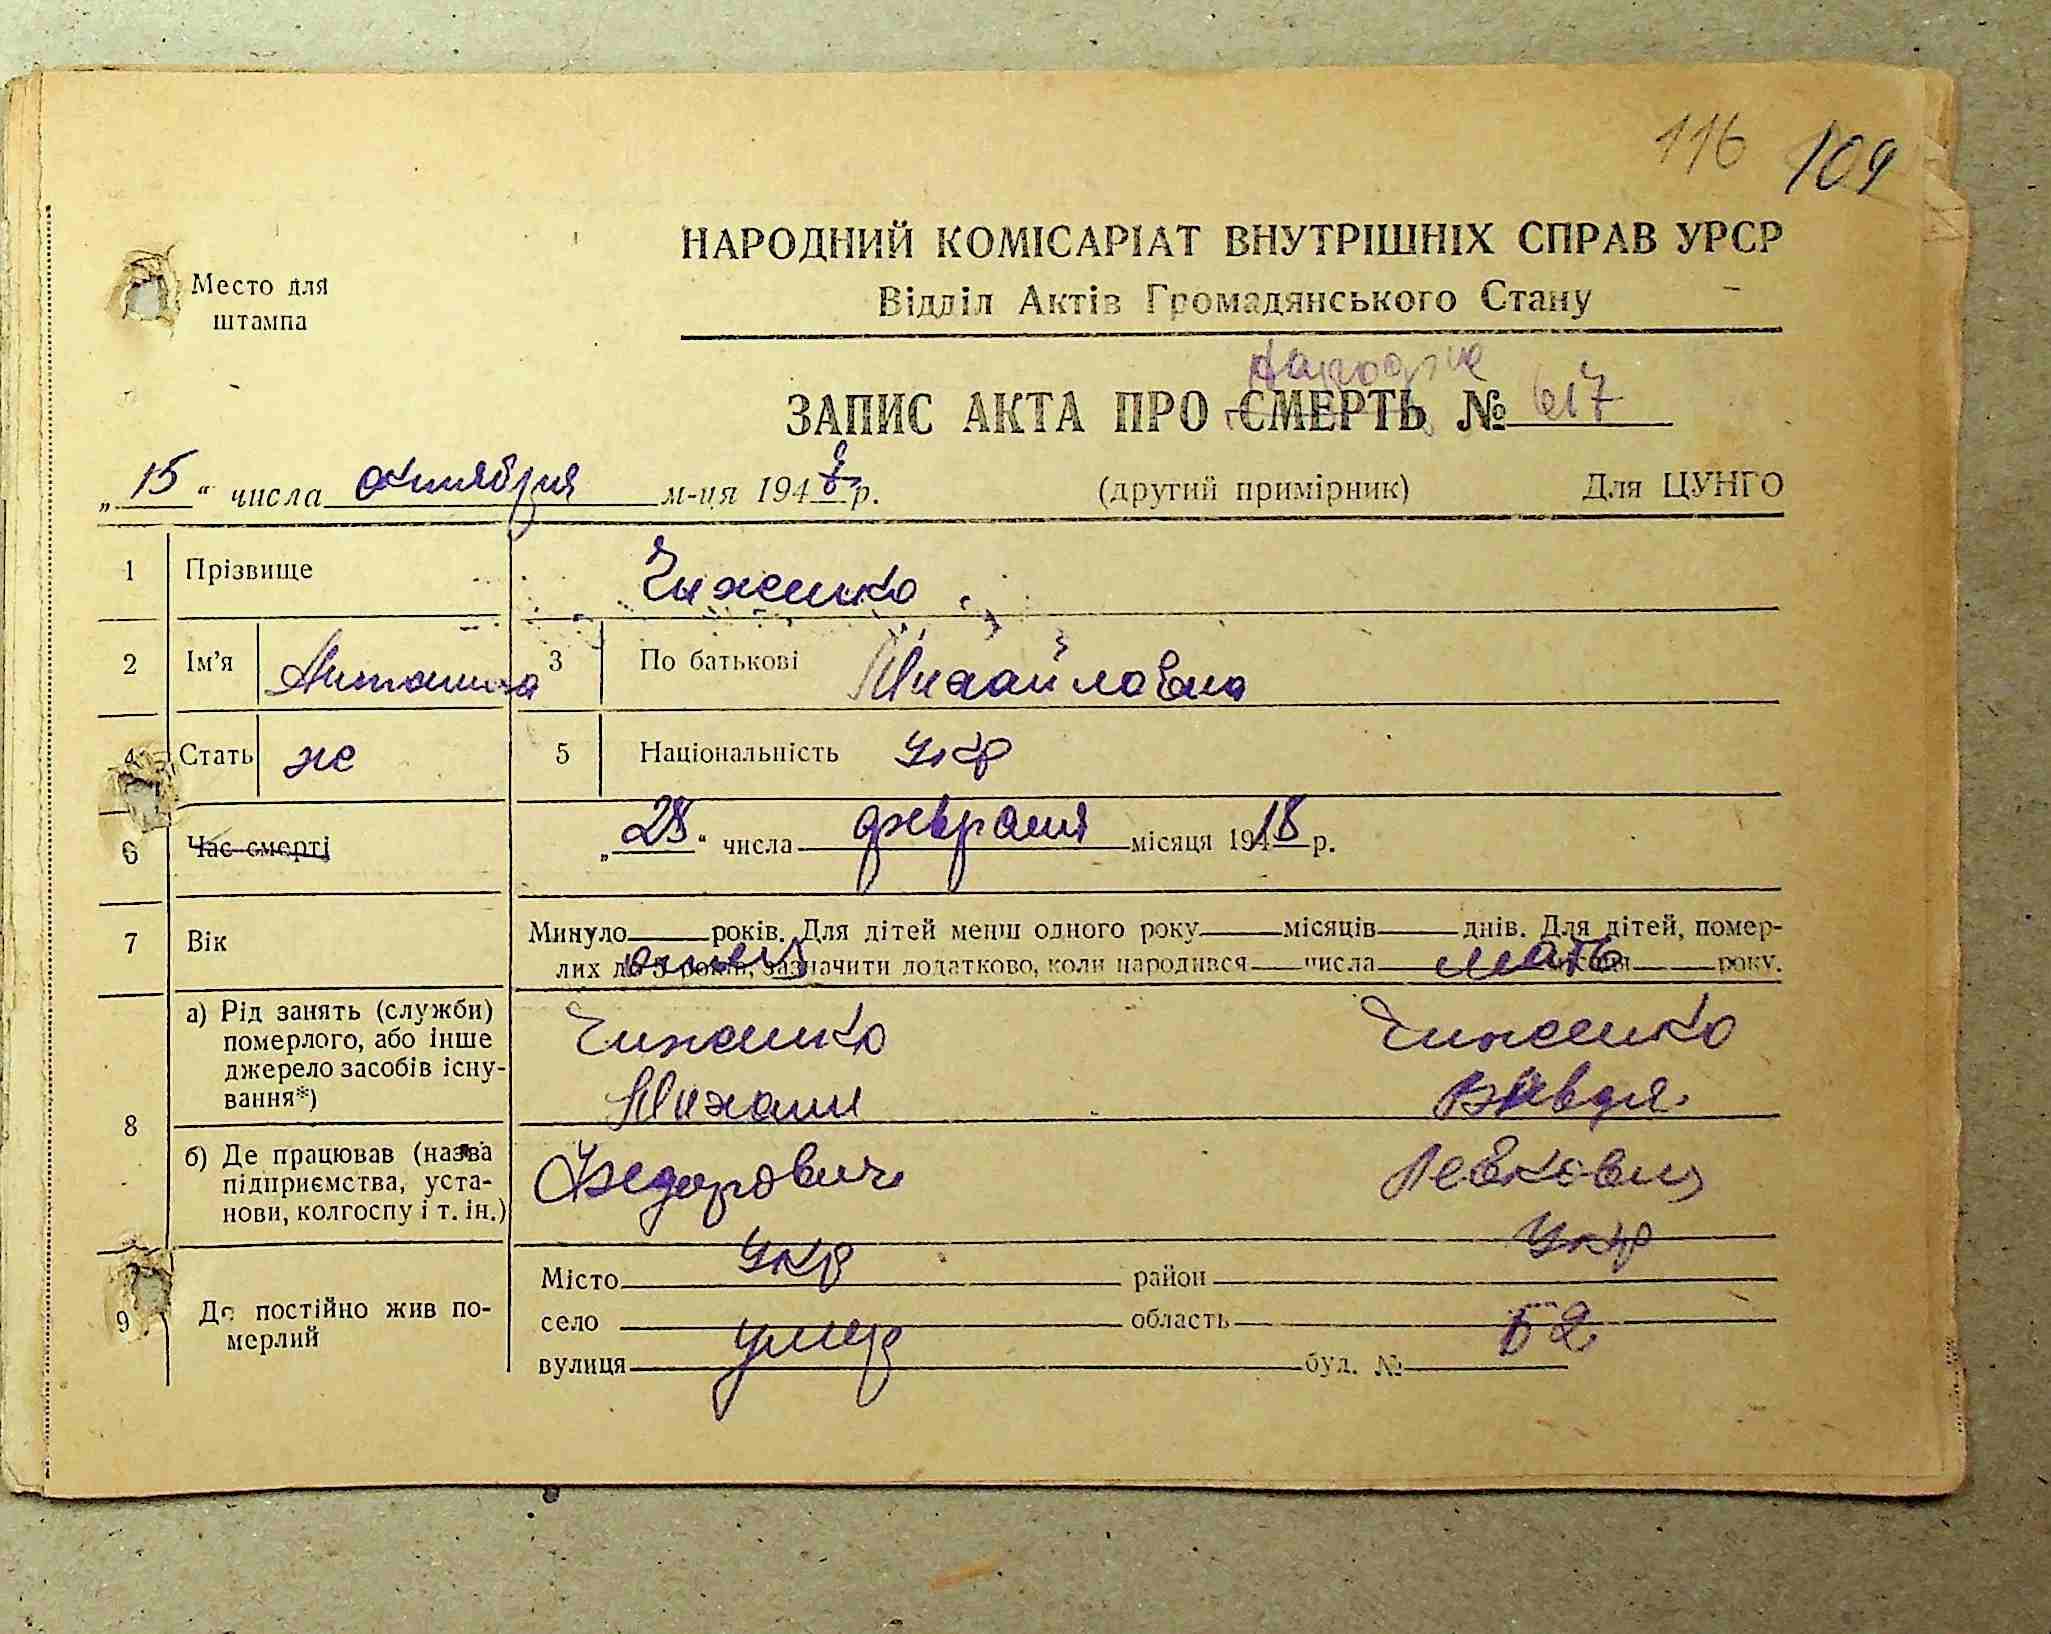 116 109
НАРОДНИЙ КОМІСАРІАТ ВНУТРІШНІХ СПРАВ УРСР
Место для штампа
Відділ Актів Громадянського Стану
ЗАПИС АКТА ПРО СМЕРТЬ № 617
„15“ числа октября м-ця 194 р. (другий примірник) Для ЦУНГО
1 Прізвище Чиженко
2 Ім'я Антонина 3 По батькові Михайловна
4 Стать ж 5 Національність Укр
6 Час смерті „28“ числа февраля місяця 1918 р.
7 Вік Минуло років. Для дітей менш одного року місяців днів. Для дітей, помер-
лих до 5 років, зазначити додатково, коли народився числа місяця року.
отец мать
8 а) Рід занять (служби) Чиженко Чиженко
померлого, або інше
джерело засобів існу-
вання*) Михаил
б) Де працював (назва Федорович
підприємства, уста-
нови, колгоспу і т. ін.)
Укр Укр
9 Де постійно жив по-
мерлий
Місто район
село область
умер 52
вулиця буд. №